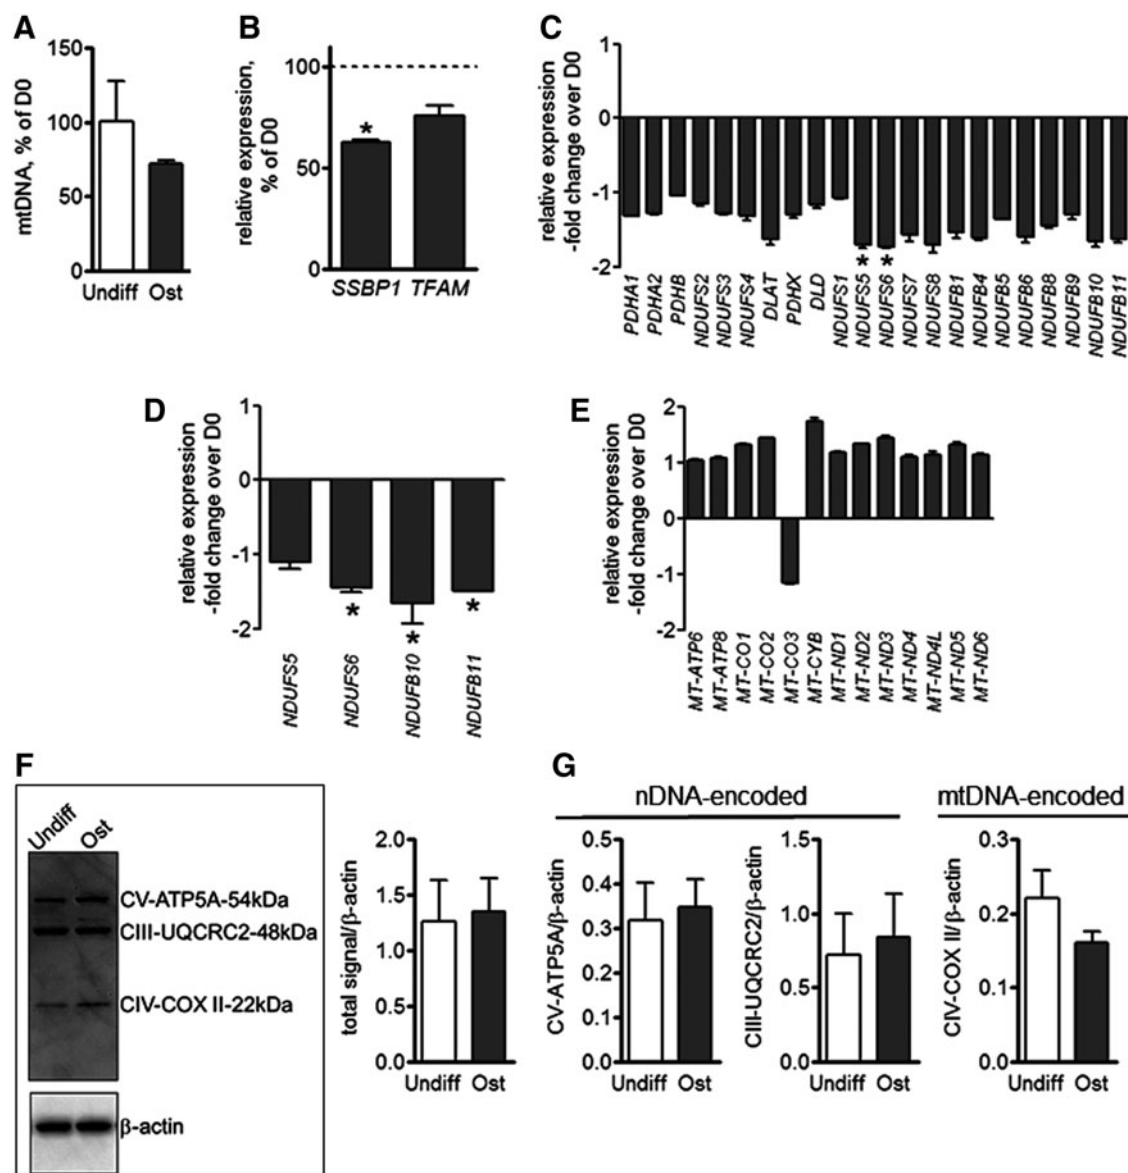 A
mtDNA, % of D0
150
100
50
0
Undiff Ost
B
relative expression,
% of D0
100
50
0
*
SSBP1 TFAM
C
relative expression
-fold change over D0
1
0
-1
-2
* *
PDHA1
PDHA2
PDHB
NDUFS2
NDUFS3
NDUFS4
DLAT
PDHX
DLD
NDUFS1
NDUFS5
NDUFS6
NDUFS7
NDUFS8
NDUFB1
NDUFB4
NDUFB5
NDUFB6
NDUFB8
NDUFB9
NDUFB10
NDUFB11
D
relative expression
-fold change over D0
1
0
-1
-2
* * *
NDUFS5
NDUFS6
NDUFB10
NDUFB11
E
relative expression
-fold change over D0
2
1
0
-1
-2
MT-ATP6
MT-ATP8
MT-CO1
MT-CO2
MT-CO3
MT-CYB
MT-ND1
MT-ND2
MT-ND3
MT-ND4
MT-ND4L
MT-ND5
MT-ND6
F
Undiff Ost
CV-ATP5A-54kDa
CIII-UQCRC2-48kDa
CIV-COX II-22kDa
β-actin
total signal/β-actin
2.0
1.5
1.0
0.5
0.0
Undiff Ost
G
nDNA-encoded
CV-ATP5A/β-actin
0.5
0.4
0.3
0.2
0.1
0.0
Undiff Ost
CIII-UQCRC2/β-actin
1.5
1.0
0.5
0.0
Undiff Ost
mtDNA-encoded
CIV-COX II/β-actin
0.3
0.2
0.1
0.0
Undiff Ost